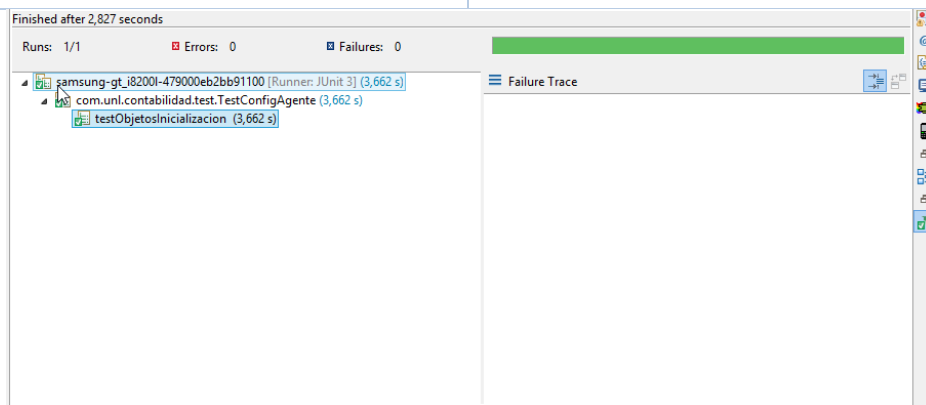 Finished after 2,827 seconds
Runs: 1/1 Errors: 0 Failures: 0
samsung-gt_i8200l-479000eb2bb91100 [Runner: JUnit 3] (3,662 s)
com.unl.contabilidad.test.TestConfigAgente (3,662 s)
testObjetosInicializacion (3,662 s)
Failure Trace